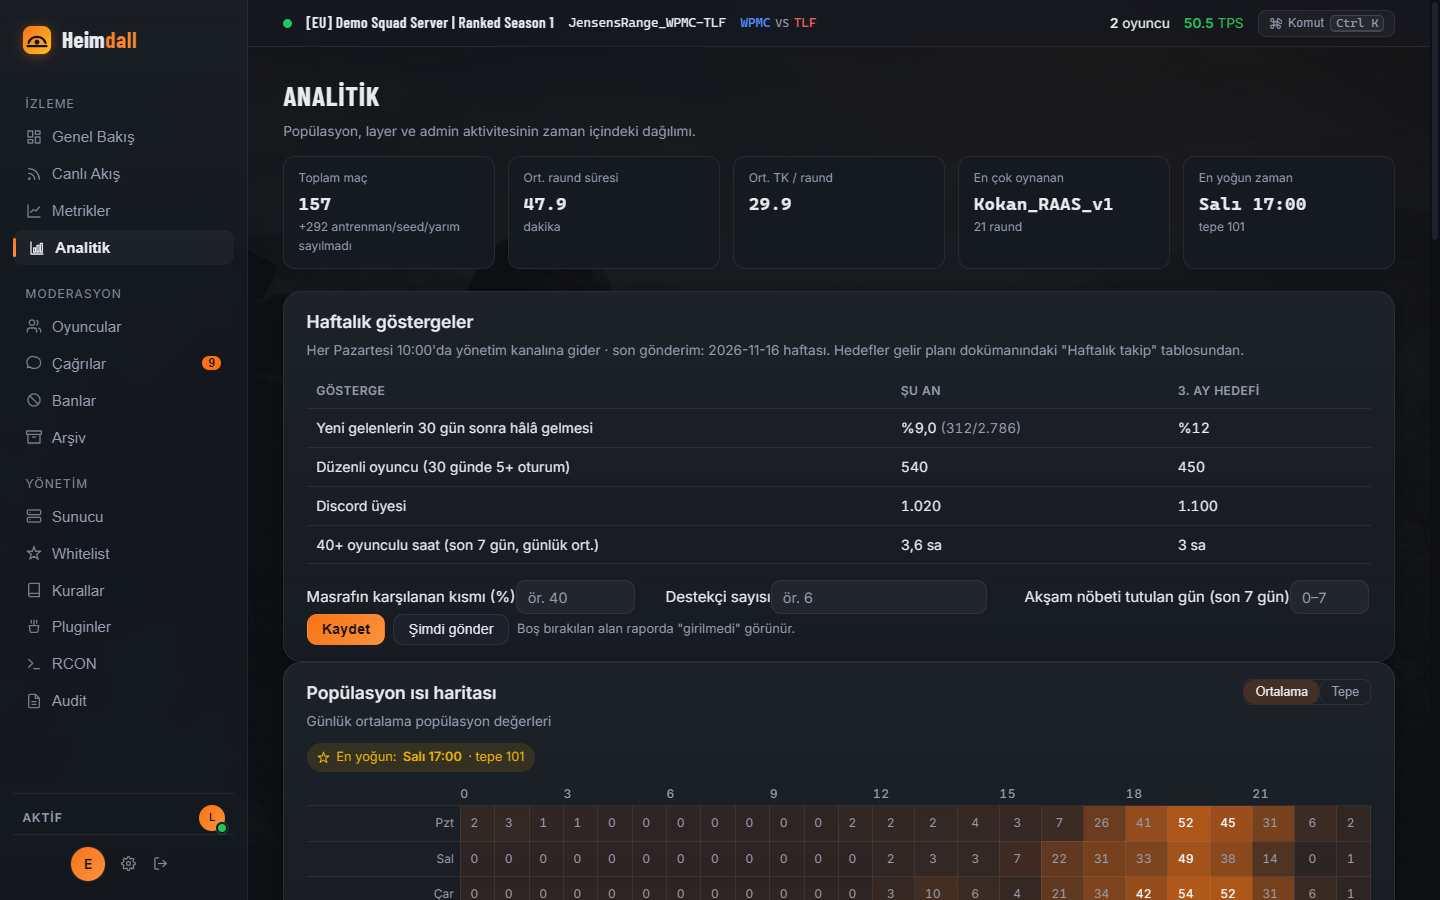 Heimdall
İZLEME
Genel Bakış
Canlı Akış
Metrikler
Analitik
MODERASYON
Oyuncular
Çağrılar 9
Banlar
Arşiv
YÖNETİM
Sunucu
Whitelist
Kurallar
Pluginler
RCON
Audit
AKTİF L
E
[EU] Demo Squad Server | Ranked Season 1 JensensRange_WPMC-TLF WPMC VS TLF 2 oyuncu 50.5 TPS Komut Ctrl K
ANALİTİK
Popülasyon, layer ve admin aktivitesinin zaman içindeki dağılımı.
Toplam maç
157
+292 antrenman/seed/yarım
sayılmadı
Ort. raund süresi
47.9
dakika
Ort. TK / raund
29.9
En çok oynanan
Kokan_RAAS_v1
21 raund
En yoğun zaman
Salı 17:00
tepe 101
Haftalık göstergeler
Her Pazartesi 10:00'da yönetim kanalına gider · son gönderim: 2026-11-16 haftası. Hedefler gelir planı dokümanındaki "Haftalık takip" tablosundan.
GÖSTERGE ŞU AN 3. AY HEDEFİ
Yeni gelenlerin 30 gün sonra hâlâ gelmesi %9,0 (312/2.786) %12
Düzenli oyuncu (30 günde 5+ oturum) 540 450
Discord üyesi 1.020 1.100
40+ oyunculu saat (son 7 gün, günlük ort.) 3,6 sa 3 sa
Masrafın karşılanan kısmı (%) ör. 40 Destekçi sayısı ör. 6 Akşam nöbeti tutulan gün (son 7 gün) 0–7
Kaydet Şimdi gönder Boş bırakılan alan raporda "girilmedi" görünür.
Popülasyon ısı haritası Ortalama Tepe
Günlük ortalama popülasyon değerleri
En yoğun: Salı 17:00 · tepe 101
0 3 6 9 12 15 18 21
Pzt 2 3 1 1 0 0 0 0 0 0 0 2 2 2 4 3 7 26 41 52 45 31 6 2
Sal 0 0 0 0 0 0 0 0 0 0 0 0 2 3 3 7 22 31 33 49 38 14 0 1
Çar 0 0 0 0 0 0 0 0 0 0 0 0 3 10 6 4 21 34 42 54 52 31 6 1